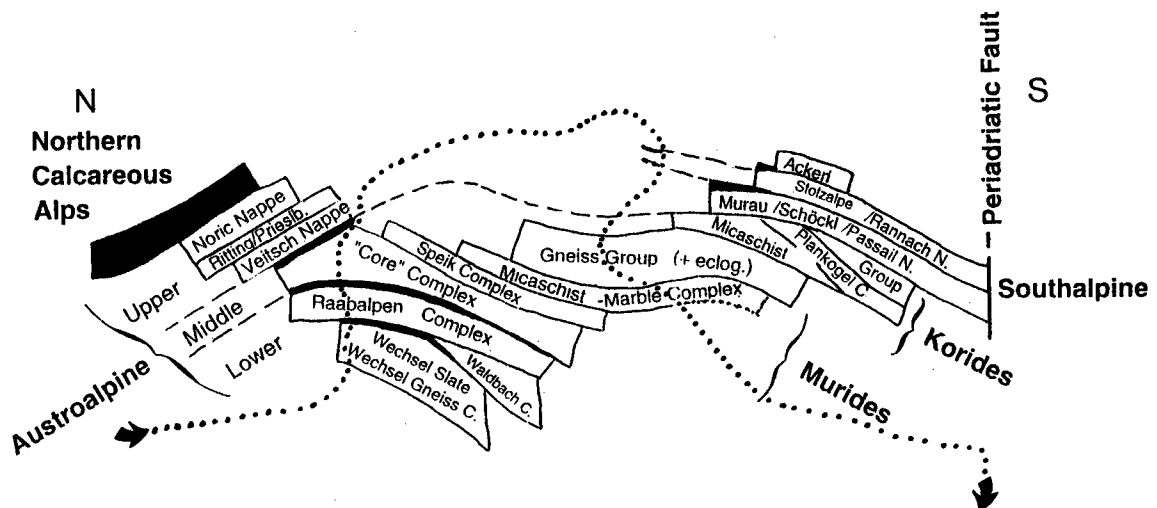 N
Northern
Calcareous
Alps
S
Periadriatic Fault
Southalpine
Noric Nappe
Ritting/Prieslb.
Veitsch Nappe
Upper
Middle
Lower
Austroalpine
"Core" Complex
Speik Complex
Micaschist -Marble Complex
Gneiss Group (+ eclog.)
Raabalpen Complex
Wechsel Slate
Wechsel Gneiss C.
Waldbach C.
Ackerl
Stolzalpe /Rannach N.
Murau /Schöckl /Passail N.
Micaschist Group
Plankogel C
Murides
Korides